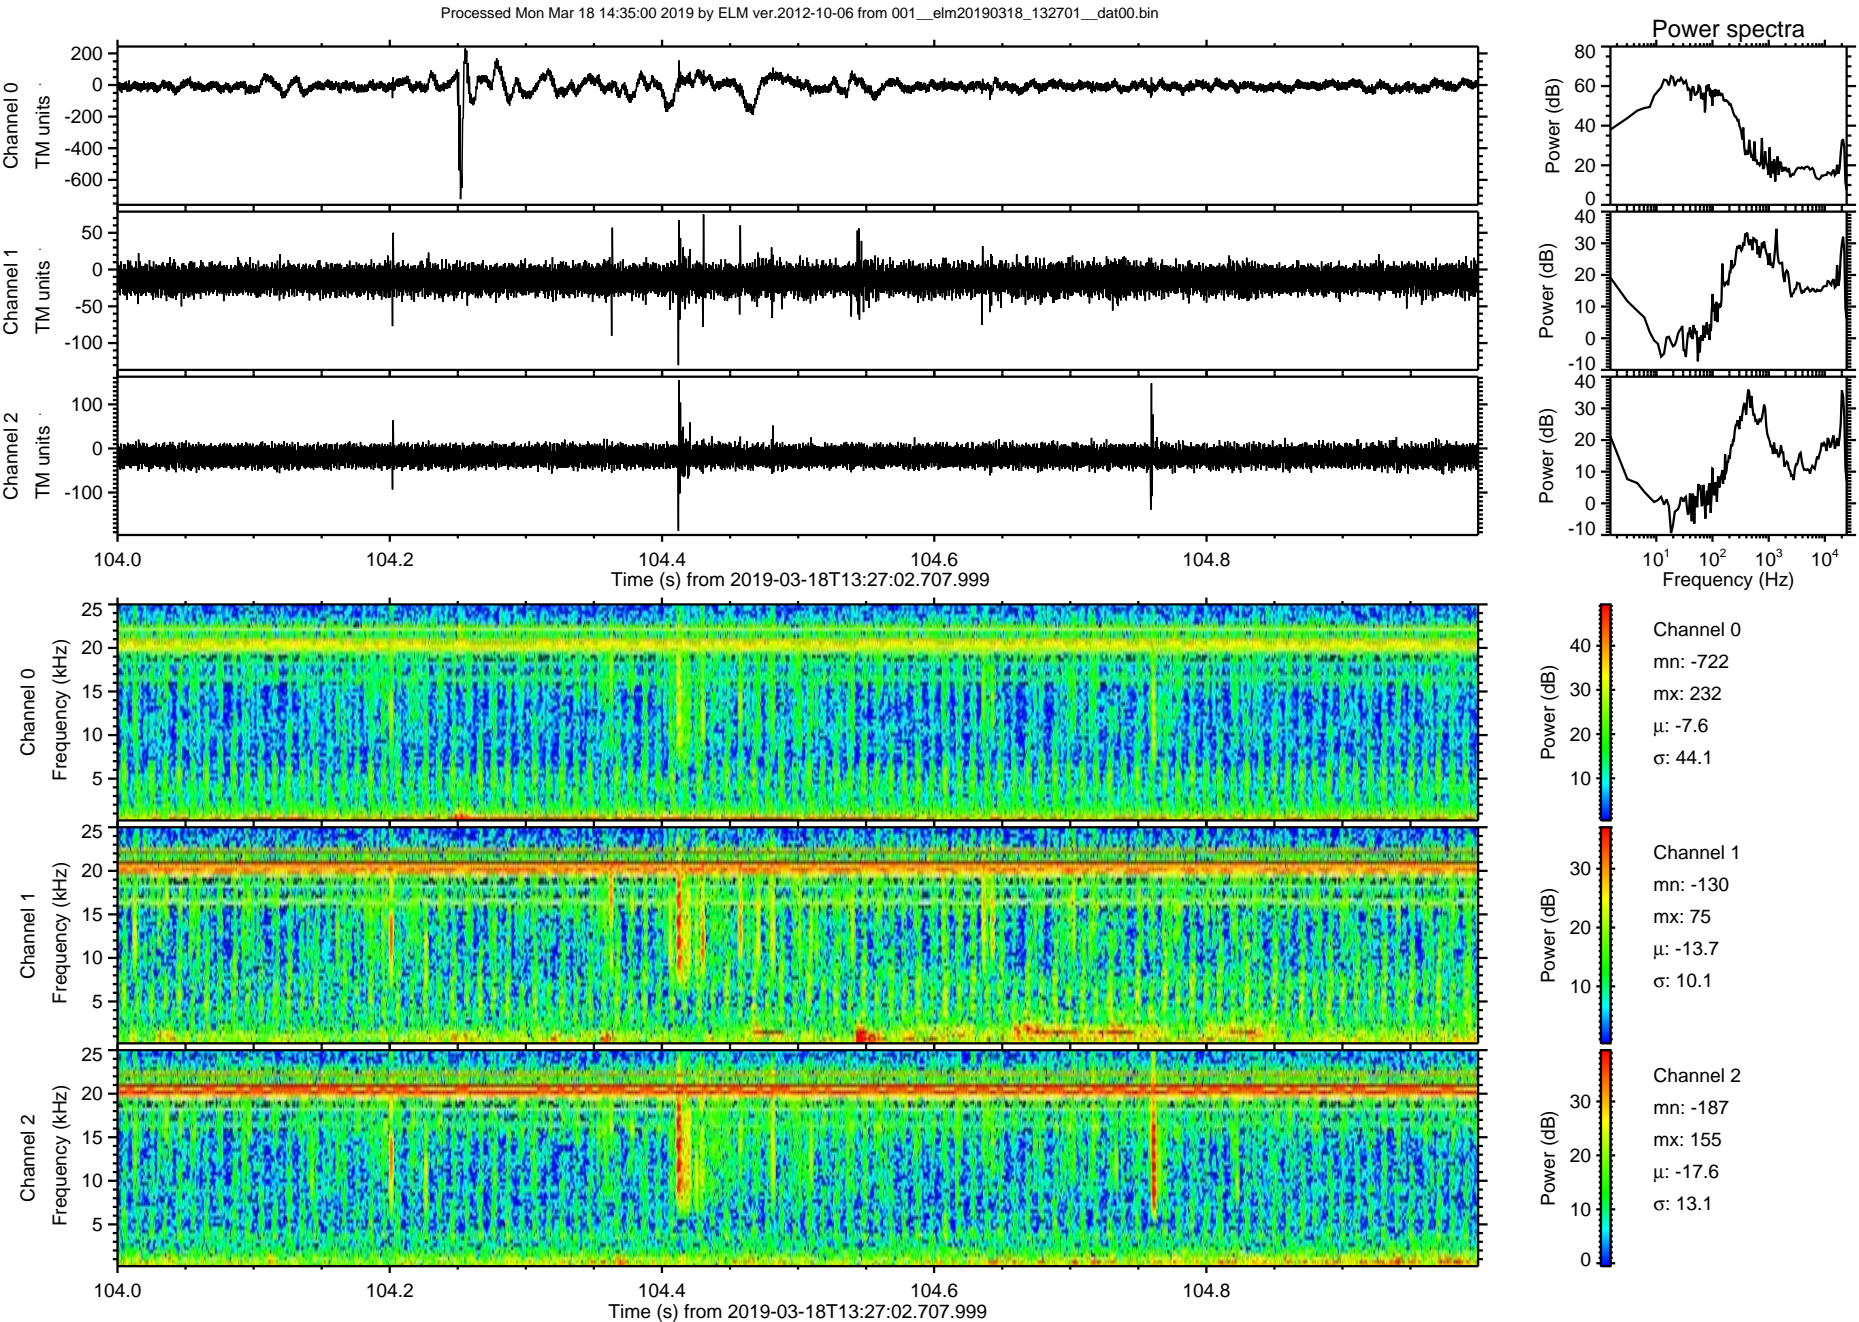 Processed Mon Mar 18 14:35:00 2019 by ELM ver.2012-10-06 from 001__elm20190318_132701__dat00.bin
Power spectra
Channel 0
TM units
200
0
-200
-400
-600
Power (dB)
80
60
40
20
0
Channel 1
TM units
50
0
-50
-100
Power (dB)
40
30
20
10
0
-10
Channel 2
TM units
100
0
-100
Power (dB)
40
30
20
10
0
-10
104.0 104.2 104.4 104.6 104.8
Time (s) from 2019-03-18T13:27:02.707.999
10¹ 10² 10³ 10⁴
Frequency (Hz)
Channel 0
Frequency (kHz)
25
20
15
10
5
Power (dB)
40
30
20
10
Channel 0
mn: -722
mx: 232
μ: -7.6
σ: 44.1
Channel 1
Frequency (kHz)
25
20
15
10
5
Power (dB)
30
20
10
Channel 1
mn: -130
mx: 75
μ: -13.7
σ: 10.1
Channel 2
Frequency (kHz)
25
20
15
10
5
Power (dB)
30
20
10
0
Channel 2
mn: -187
mx: 155
μ: -17.6
σ: 13.1
104.0 104.2 104.4 104.6 104.8
Time (s) from 2019-03-18T13:27:02.707.999